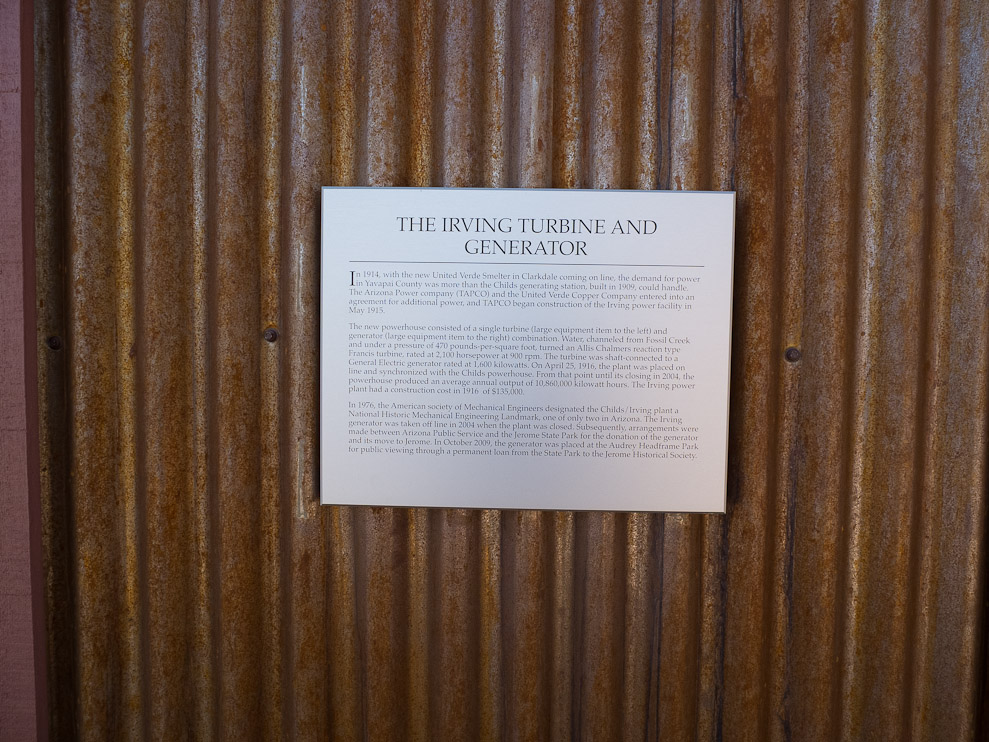 THE IRVING TURBINE AND
GENERATOR
In 1914, with the new United Verde Smelter in Clarkdale coming on line, the demand for power
in Yavapai County was more than the Childs generating station, built in 1909, could handle.
The Arizona Power company (TAPCO) and the United Verde Copper Company entered into an
agreement for additional power, and TAPCO began construction of the Irving power facility in
May 1915.
The new powerhouse consisted of a single turbine (large equipment item to the left) and
generator (large equipment item to the right) combination. Water, channeled from Fossil Creek
and under a pressure of 470 pounds-per-square foot, turned an Allis Chalmers reaction type
Francis turbine, rated at 2,100 horsepower at 900 rpm. The turbine was shaft-connected to a
General Electric generator rated at 1,600 kilowatts. On April 25, 1916, the plant was placed on
line and synchronized with the Childs powerhouse. From that point until its closing in 2004, the
powerhouse produced an average annual output of 10,860,000 kilowatt hours. The Irving power
plant had a construction cost in 1916 of $135,000.
In 1976, the American society of Mechanical Engineers designated the Childs/Irving plant a
National Historic Mechanical Engineering Landmark, one of only two in Arizona. The Irving
generator was taken off line in 2004 when the plant was closed. Subsequently, arrangements were
made between Arizona Public Service and the Jerome State Park for the donation of the generator
and its move to Jerome. In October 2009, the generator was placed at the Audrey Headframe Park
for public viewing through a permanent loan from the State Park to the Jerome Historical Society.